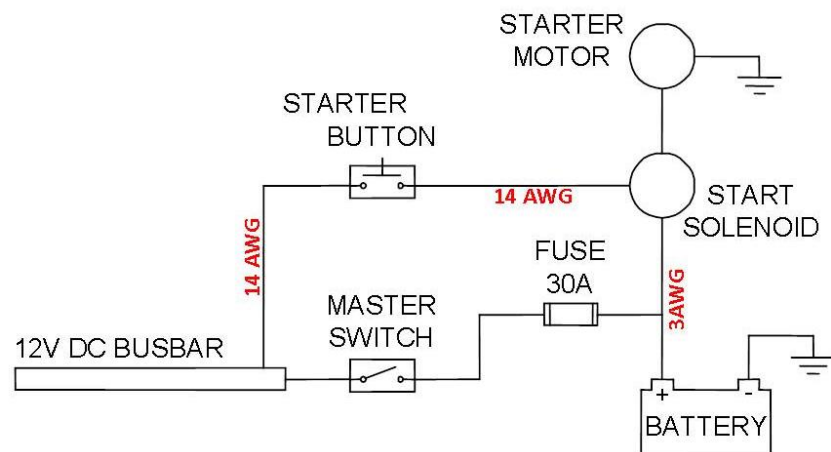 STARTER
MOTOR
STARTER
BUTTON
14 AWG
START
SOLENOID
14 AWG
FUSE
30A
3AWG
MASTER
SWITCH
12V DC BUSBAR
+
-
BATTERY